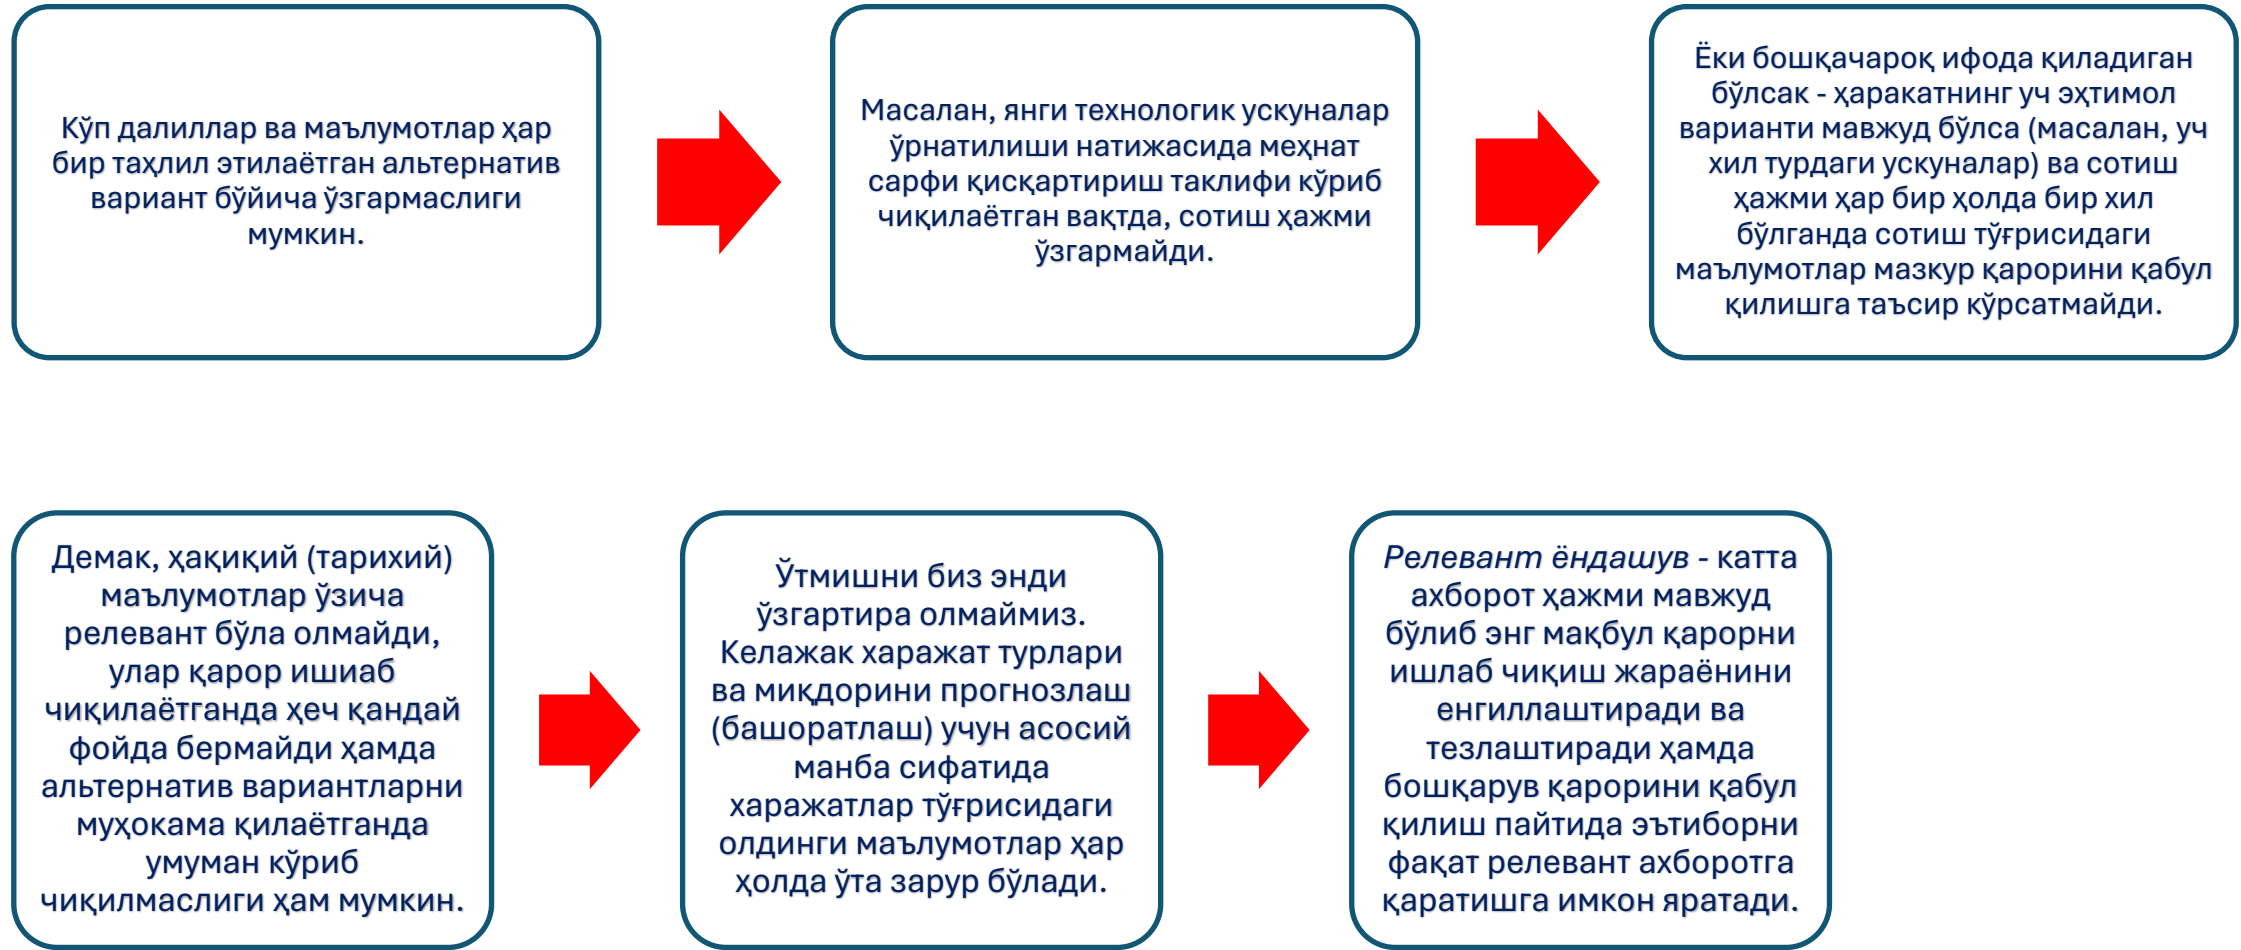 Кўп далиллар ва маълумотлар ҳар
бир таҳлил этилаётган альтернатив
вариант бўйича ўзгармаслиги
мумкин.
Масалан, янги технологик ускуналар
ўрнатилиши натижасида меҳнат
сарфи қисқартириш таклифи кўриб
чиқилаётган вақтда, сотиш ҳажми
ўзгармайди.
Ёки бошқачароқ ифода қиладиган
бўлсак - ҳаракатнинг уч эҳтимол
варианти мавжуд бўлса (масалан, уч
хил турдаги ускуналар) ва сотиш
ҳажми ҳар бир ҳолда бир хил
бўлганда сотиш тўғрисидаги
маълумотлар мазкур қарорини қабул
қилишга таъсир кўрсатмайди.
Демак, ҳақиқий (тарихий)
маълумотлар ўзича
релевант бўла олмайди,
улар қарор ишиаб
чиқилаётганда ҳеч қандай
фойда бермайди ҳамда
альтернатив вариантларни
муҳокама қилаётганда
умуман кўриб
чиқилмаслиги ҳам мумкин.
Ўтмишни биз энди
ўзгартира олмаймиз.
Келажак харажат турлари
ва миқдорини прогнозлаш
(башоратлаш) учун асосий
манба сифатида
харажатлар тўғрисидаги
олдинги маълумотлар ҳар
ҳолда ўта зарур бўлади.
Релевант ёндашув - катта
ахборот ҳажми мавжуд
бўлиб энг мақбул қарорни
ишлаб чиқиш жараёнини
енгиллаштиради ва
тезлаштиради ҳамда
бошқарув қарорини қабул
қилиш пайтида эътиборни
фақат релевант ахборотга
қаратишга имкон яратади.